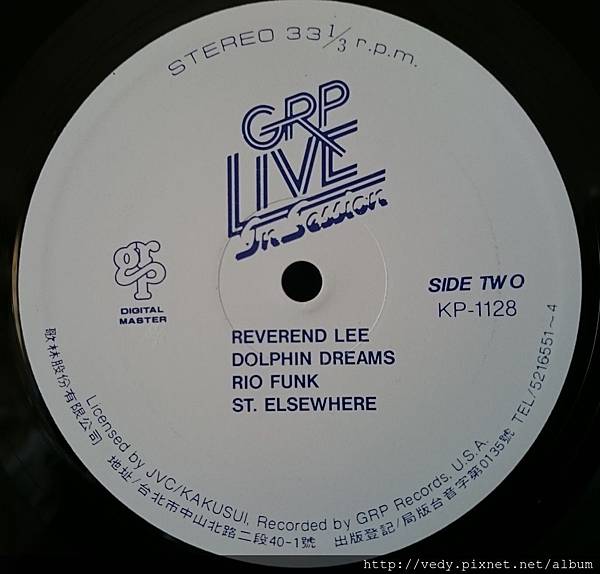 STEREO 33 1/3 r.p.m.
GRP
LIVE
In Session
grp
DIGITAL
MASTER
SIDE TWO
KP-1128
REVEREND LEE
DOLPHIN DREAMS
RIO FUNK
ST. ELSEWHERE
Licensed by JVC/KAKUSUI, Recorded by GRP Records, U.S.A.
歌林股份有限公司 地址/台北市中山北路二段40-1號 出版登記/局版台音字第0135號 TEL/5216551～4
http://vedy.pixnet.net/album